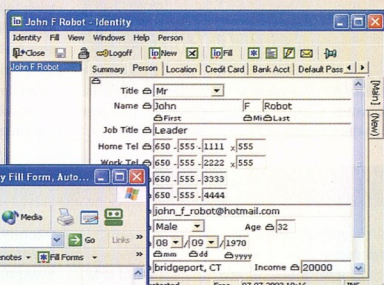 John F Robot - Identity
Identity Fill View Windows Help Person
Close Logoff New Fill
John F Robot
Summary Person Location Credit Card Bank Acct Default Pass
Title Mr
Name John F Robot
First Mi Last
Job Title Leader
Home Tel 650 - 555 - 1111 x 555
Work Tel 650 - 555 - 2222 x 555
650 - 555 - 3333
650 - 555 - 4444
john_f_robot@hotmail.com
Male Age 32
08 / 09 / 1970
mm dd yyyy
bridgeport, CT Income 20000
[Main]
(New)
y Fill Form, Auto...
Media
Go Links »
enotes Fill Forms